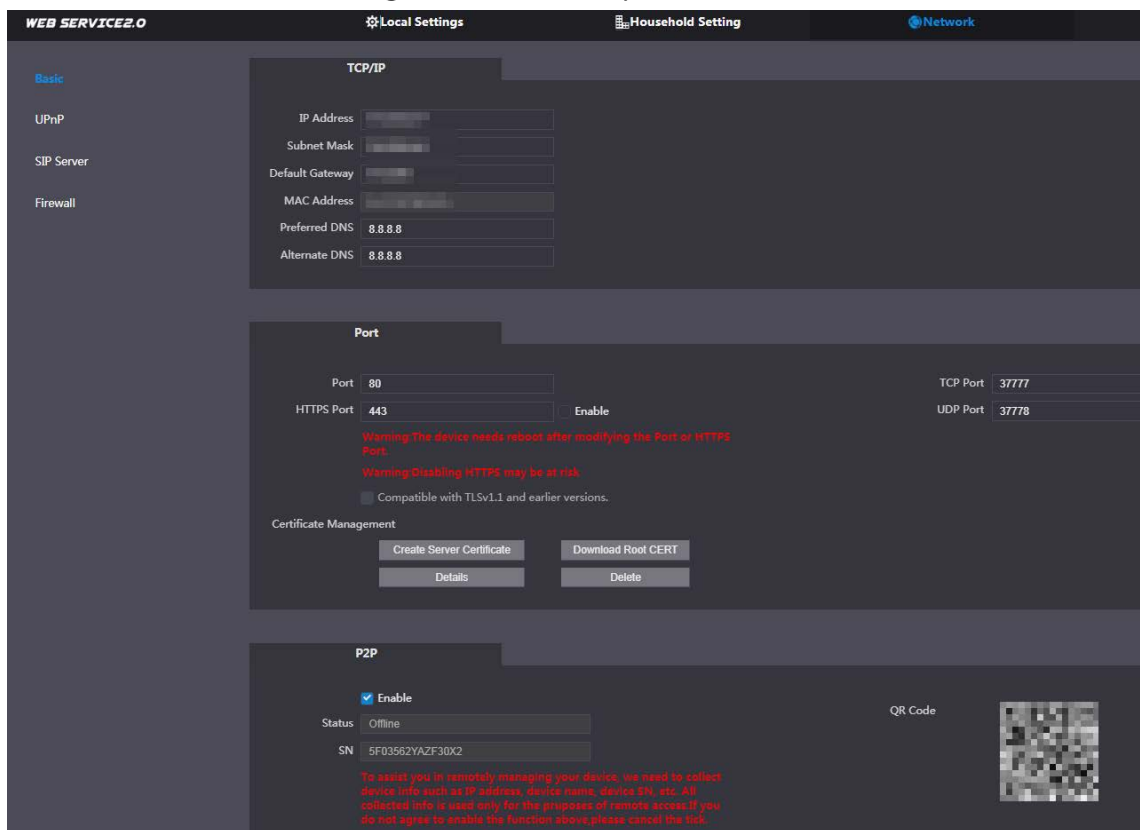 WEB SERVICE2.0
Local Settings
Household Setting
Network
Basic
UPnP
SIP Server
Firewall
TCP/IP
IP Address
Subnet Mask
Default Gateway
MAC Address
Preferred DNS 8.8.8.8
Alternate DNS 8.8.8.8
Port
Port 80
TCP Port 37777
HTTPS Port 443 Enable
UDP Port 37778
Warning:The device needs reboot after modifying the Port or HTTPS
Port.
Warning:Disabling HTTPS may be at risk
Compatible with TLSv1.1 and earlier versions.
Certificate Management
Create Server Certificate
Download Root CERT
Details
Delete
P2P
Enable
Status Offline
SN 5F03562YAZF30X2
QR Code
To assist you in remotely managing your device, we need to collect
device info such as IP address, device name, device SN, etc. All
collected info is used only for the pruposes of remote access.If you
do not agree to enable the function above,please cancel the tick.